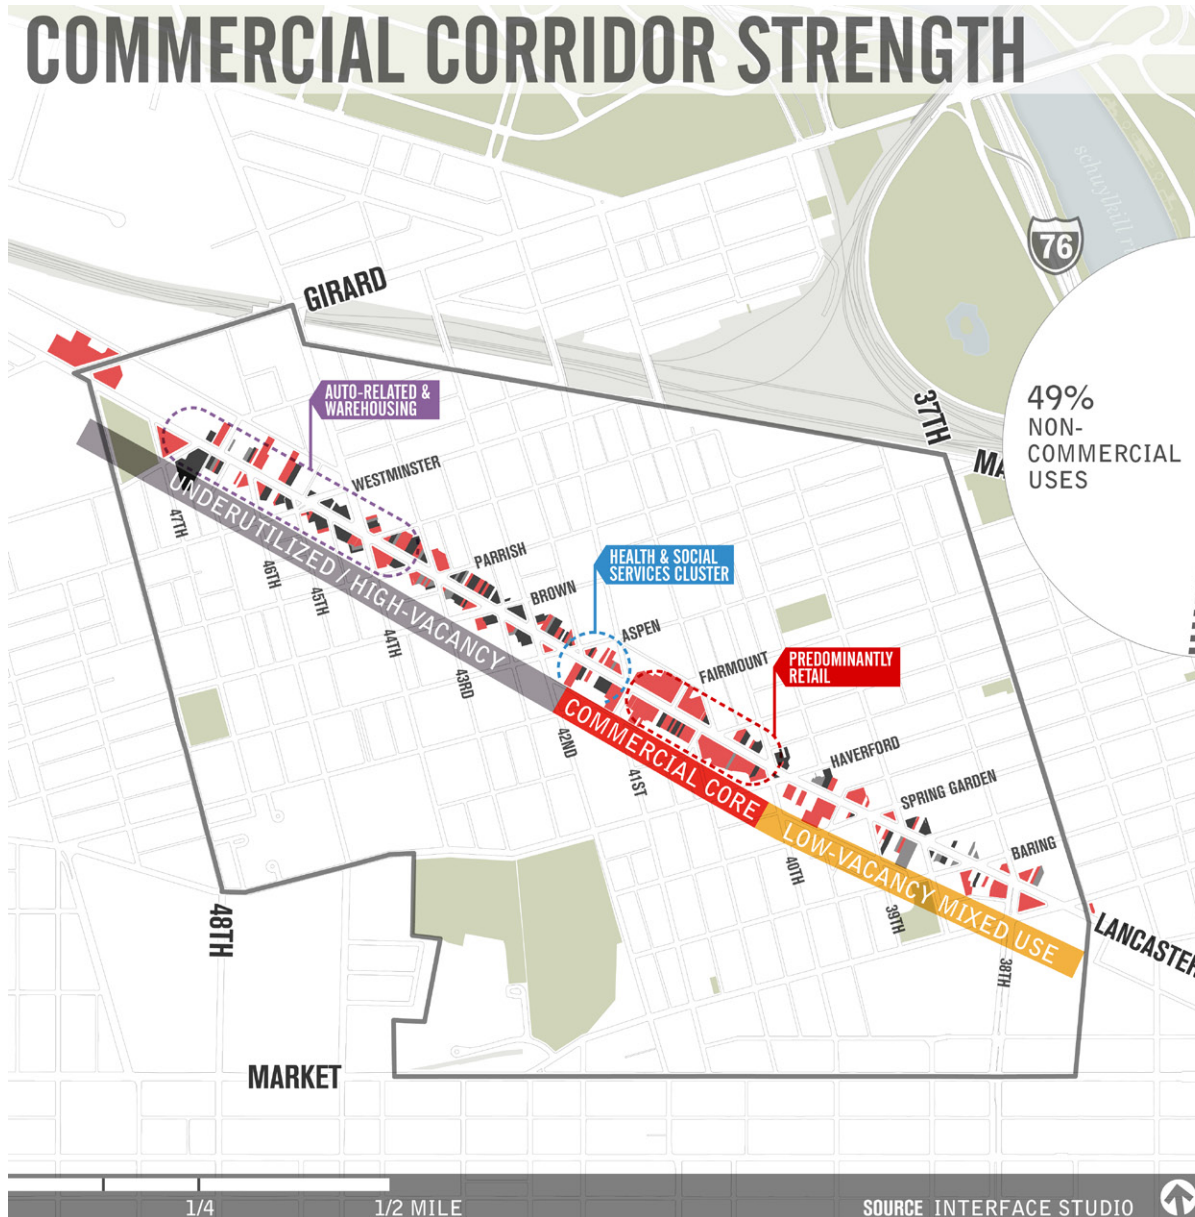 COMMERCIAL CORRIDOR STRENGTH
schuylkill
76
GIRARD
37TH
49%
NON-
COMMERCIAL
USES
AUTO-RELATED &
WAREHOUSING
WESTMINSTER
UNDERUTILIZED / HIGH-VACANCY
47TH
46TH
45TH
44TH
43RD
PARRISH
BROWN
HEALTH & SOCIAL
SERVICES CLUSTER
ASPEN
FAIRMOUNT
PREDOMINANTLY
RETAIL
COMMERCIAL CORE
42ND
41ST
HAVERFORD
SPRING GARDEN
BARING
LOW-VACANCY MIXED USE
40TH
39TH
38TH
48TH
LANCASTER
MARKET
1/4
1/2 MILE
SOURCE INTERFACE STUDIO